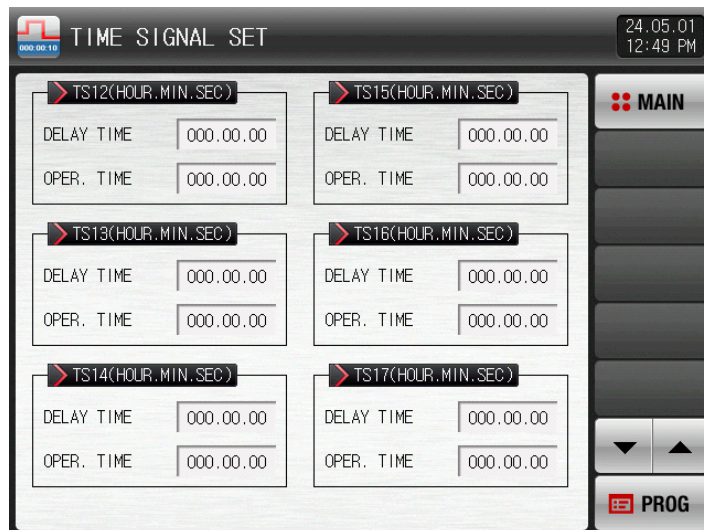 000:00:10
TIME SIGNAL SET
24.05.01
12:49 PM
TS12(HOUR.MIN.SEC)
DELAY TIME 000.00.00
OPER. TIME 000.00.00
TS15(HOUR.MIN.SEC)
DELAY TIME 000.00.00
OPER. TIME 000.00.00
TS13(HOUR.MIN.SEC)
DELAY TIME 000.00.00
OPER. TIME 000.00.00
TS16(HOUR.MIN.SEC)
DELAY TIME 000.00.00
OPER. TIME 000.00.00
TS14(HOUR.MIN.SEC)
DELAY TIME 000.00.00
OPER. TIME 000.00.00
TS17(HOUR.MIN.SEC)
DELAY TIME 000.00.00
OPER. TIME 000.00.00
MAIN
PROG